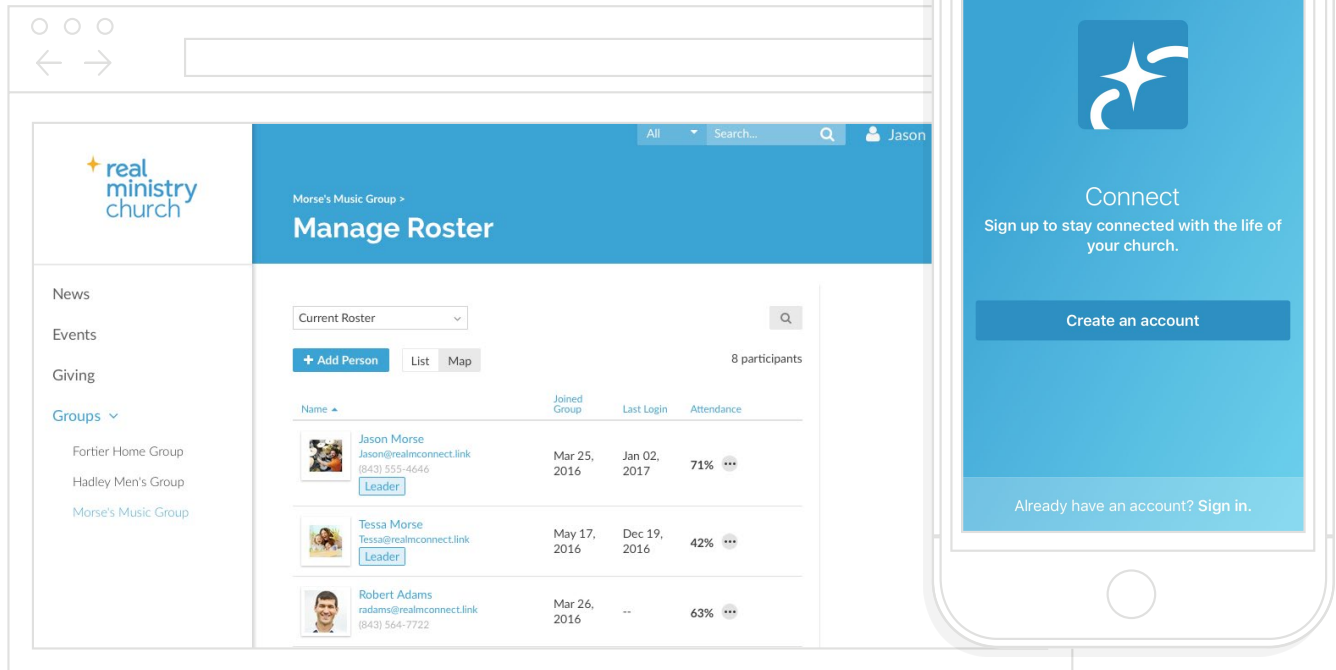 real
ministry
church
All
Search...
Jason
Morse's Music Group >
Manage Roster
News
Events
Giving
Groups
Fortier Home Group
Hadley Men's Group
Morse's Music Group
Current Roster
+ Add Person
List
Map
8 participants
Name
Joined
Group
Last Login
Attendance
Jason Morse
Jason@realmconnect.link
(843) 555-4646
Leader
Mar 25,
2016
Jan 02,
2017
71%
Tessa Morse
Tessa@realmconnect.link
Leader
May 17,
2016
Dec 19,
2016
42%
Robert Adams
radams@realmconnect.link
(843) 564-7722
Mar 26,
2016
--
63%
Connect
Sign up to stay connected with the life of
your church.
Create an account
Already have an account? Sign in.